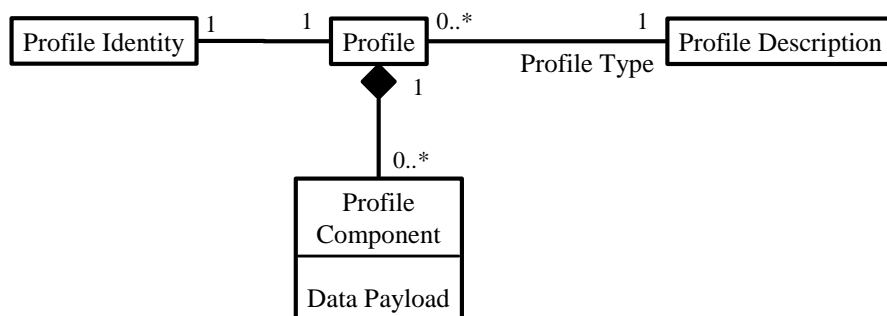 1
1
0..*
1
Profile Identity
Profile
Profile Description
Profile Type
1
0..*
Profile
Component
Data Payload